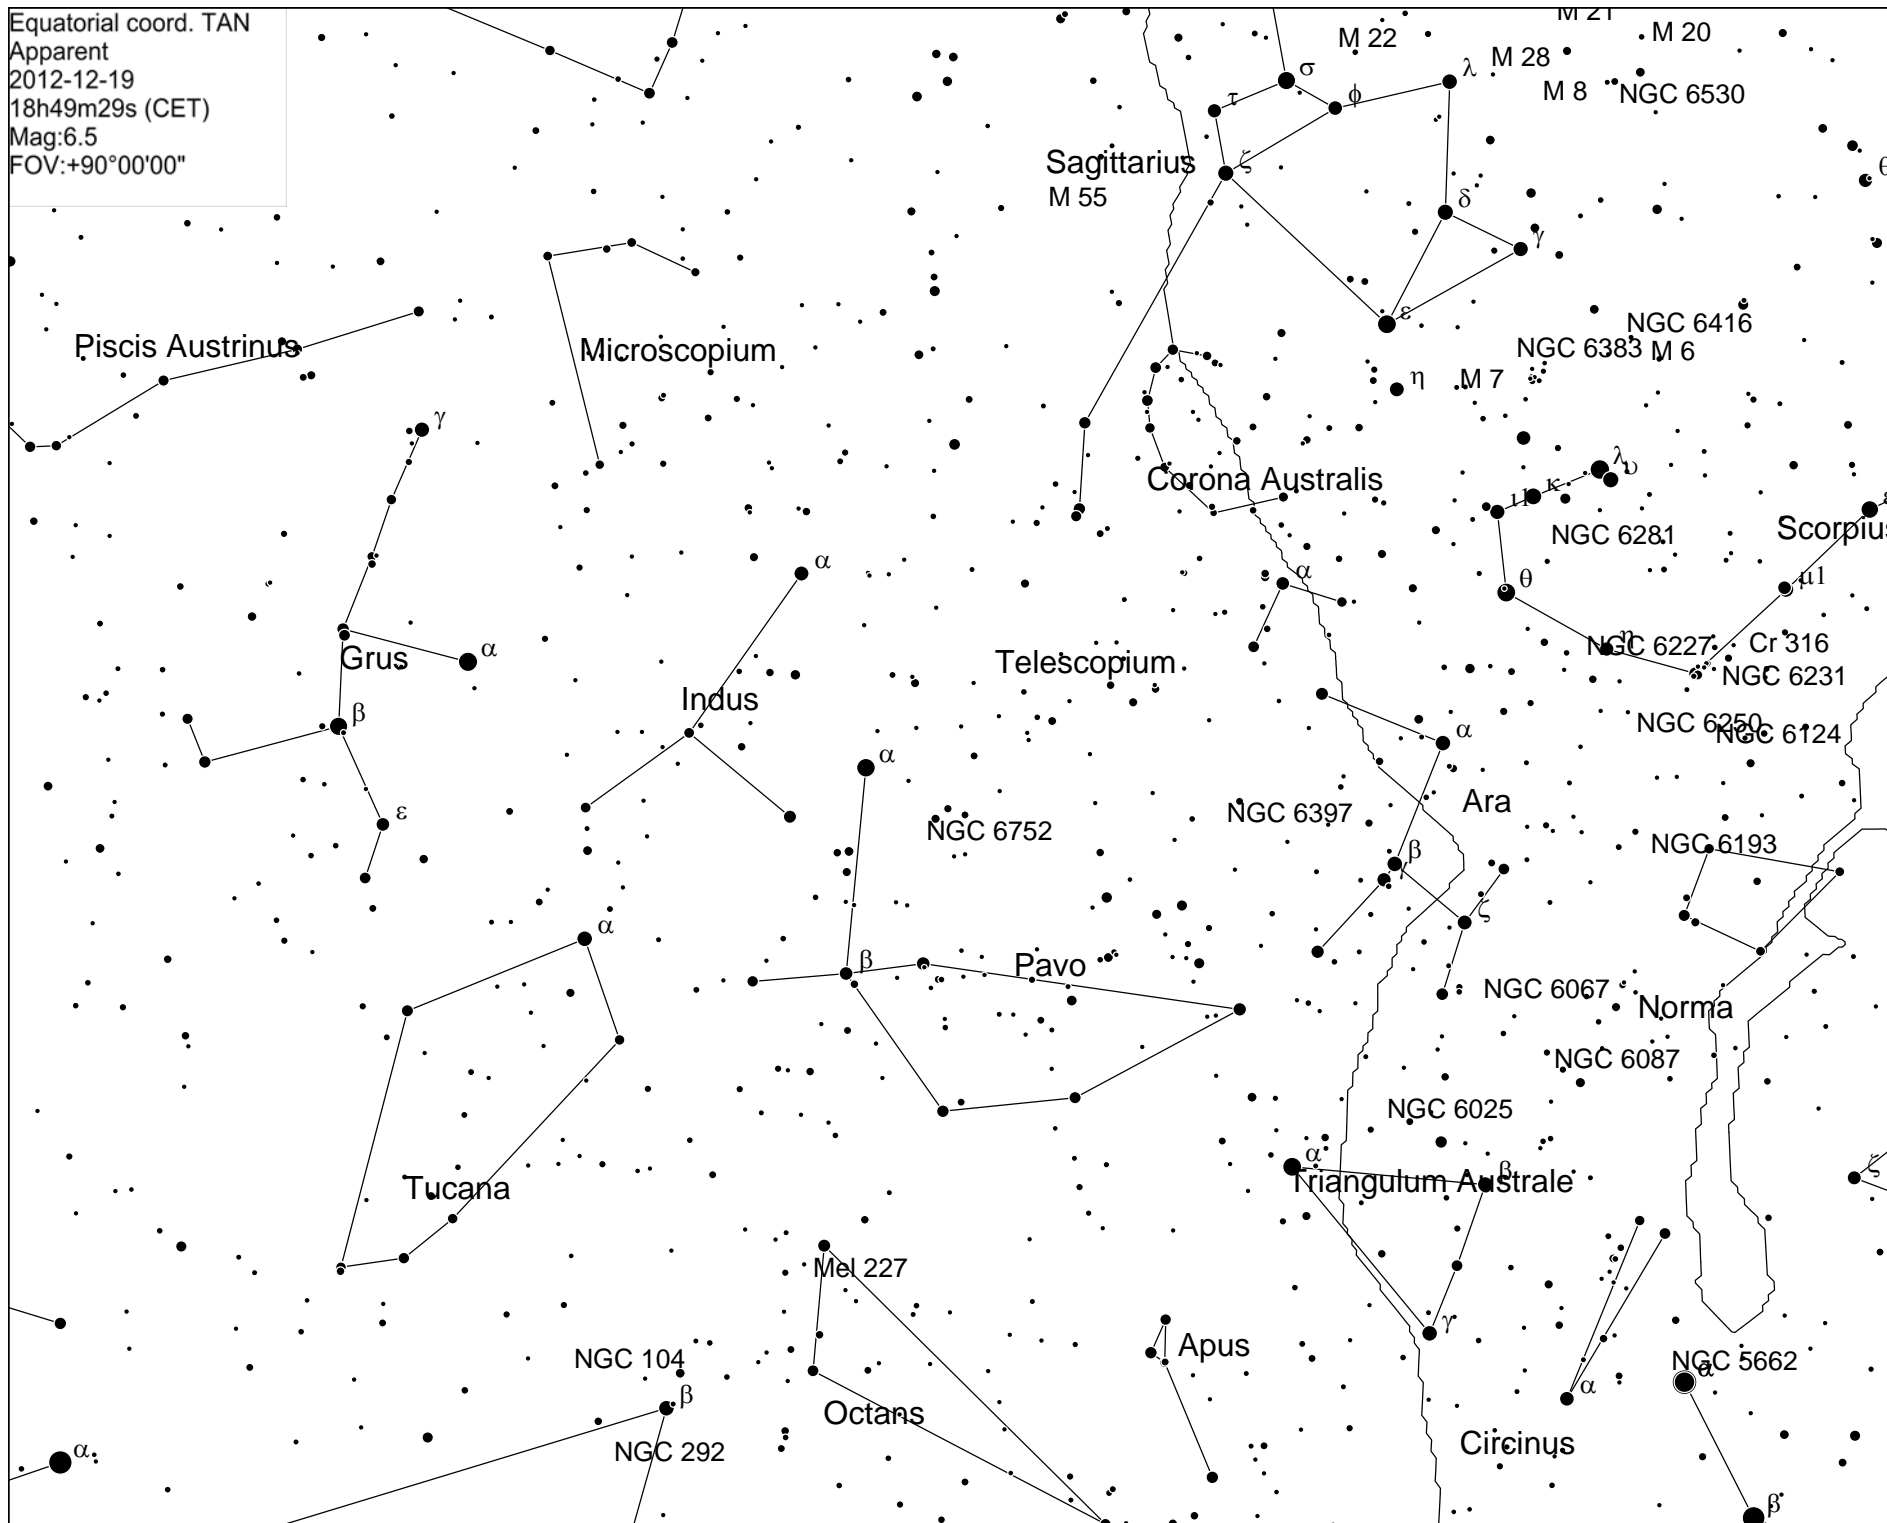 Equatorial coord. TAN
Apparent
2012-12-19
18h49m29s (CET)
Mag:6.5
FOV:+90°00'00"
M 21
M 22
M 20
M 28
σ
λ
M 8
NGC 6530
τ
ϕ
Sagittarius
ζ
θ
M 55
δ
γ
ε
NGC 6416
Piscis Austrinus
Microscopium
NGC 6383
M 6
η
M 7
γ
λ
υ
Corona Australis
ι1
κ
ε
NGC 6281
Scorpius
α
α
θ
μ1
α
Grus
Telescopium
η
NGC 6227
Cr 316
NGC 6231
Indus
β
NGC 6250
NGC 6124
α
α
Ara
ε
NGC 6752
NGC 6397
NGC 6193
β
γ
α
ζ
β
Pavo
NGC 6067
Norma
NGC 6087
NGC 6025
α
β
ζ
Tucana
Triangulum Australe
Mel 227
γ
Apus
NGC 104
NGC 5662
α
β
α
Octans
NGC 292
Circinus
α
β